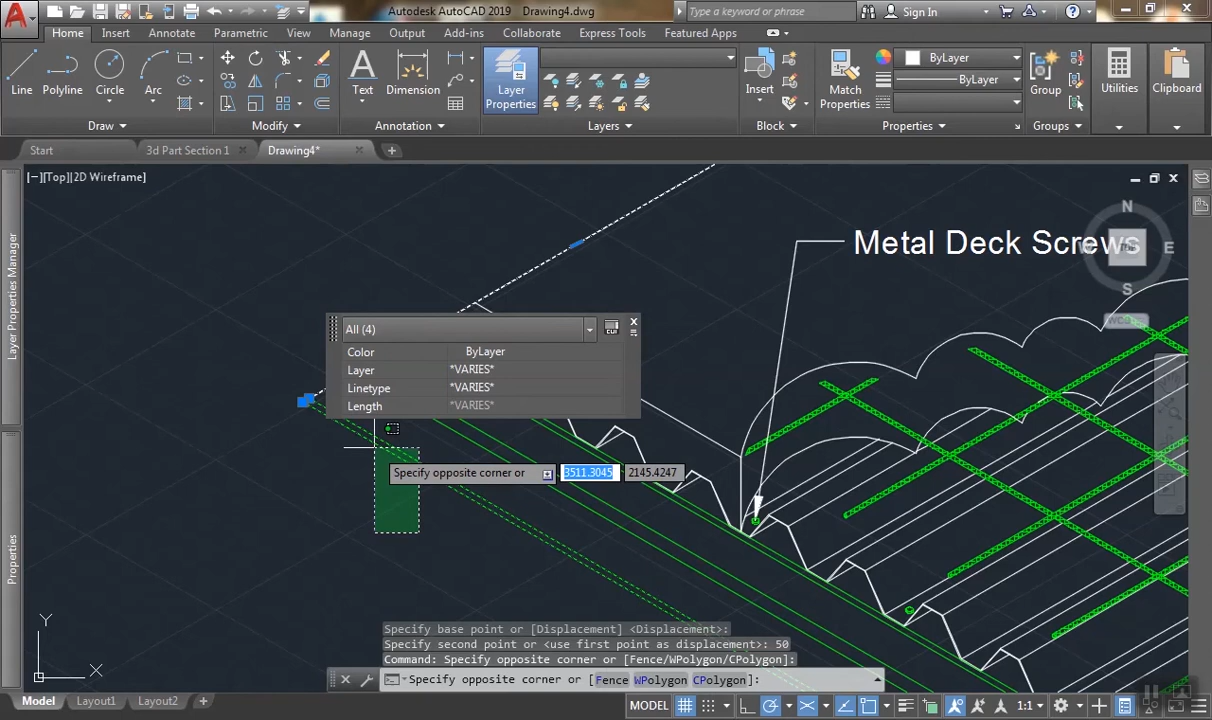 Autodesk AutoCAD 2019 Drawing4.dwg
Type a keyword or phrase
Sign In
Home Insert Annotate Parametric View Manage Output Add-ins Collaborate Express Tools Featured Apps
Line Polyline Circle Arc
Text Dimension
Layer Properties
Insert
Match Properties
ByLayer
ByLayer
Group
Utilities
Clipboard
Draw Modify Annotation Layers Block Properties Groups
Start 3d Part Section 1 Drawing4*
[−][Top][2D Wireframe]
Layer Properties Manager
Properties
Metal Deck Screws
N
W
TOP
E
S
WCS
All (4)
CUI
Color ByLayer
Layer *VARIES*
Linetype *VARIES*
Length *VARIES*
Specify opposite corner or 3511.3045 2145.4247
Y
X
Specify base point or [Displacement] <Displacement>:
Specify second point or <use first point as displacement>: 50
Command: Specify opposite corner or [Fence/WPolygon/CPolygon]:
Specify opposite corner or [Fence WPolygon CPolygon]:
Model Layout1 Layout2
MODEL
1:1